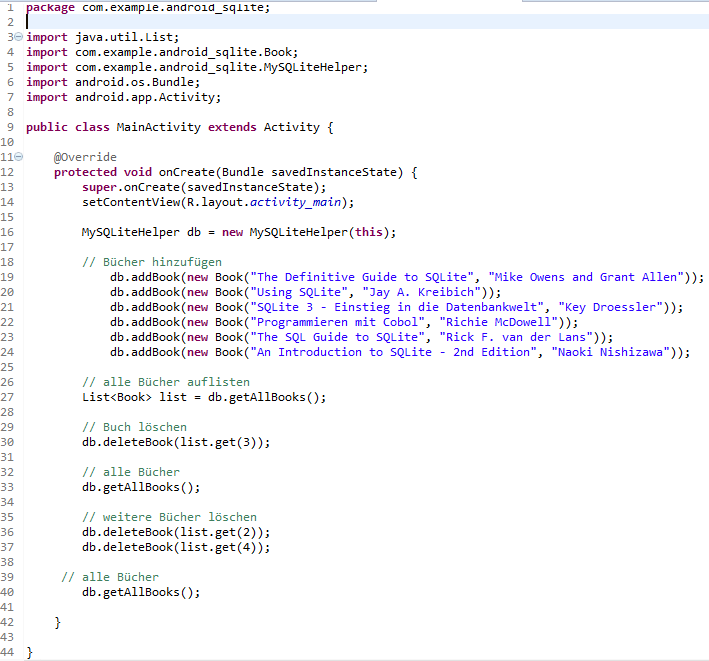 1 package com.example.android_sqlite;
2
3 import java.util.List;
4 import com.example.android_sqlite.Book;
5 import com.example.android_sqlite.MySQLiteHelper;
6 import android.os.Bundle;
7 import android.app.Activity;
8
9 public class MainActivity extends Activity {
10
11     @Override
12     protected void onCreate(Bundle savedInstanceState) {
13         super.onCreate(savedInstanceState);
14         setContentView(R.layout.activity_main);
15
16         MySQLiteHelper db = new MySQLiteHelper(this);
17
18         // Bücher hinzufügen
19             db.addBook(new Book("The Definitive Guide to SQLite", "Mike Owens and Grant Allen"));
20             db.addBook(new Book("Using SQLite", "Jay A. Kreibich"));
21             db.addBook(new Book("SQLite 3 - Einstieg in die Datenbankwelt", "Key Droessler"));
22             db.addBook(new Book("Programmieren mit Cobol", "Richie McDowell"));
23             db.addBook(new Book("The SQL Guide to SQLite", "Rick F. van der Lans"));
24             db.addBook(new Book("An Introduction to SQLite - 2nd Edition", "Naoki Nishizawa"));
25
26         // alle Bücher auflisten
27         List<Book> list = db.getAllBooks();
28
29         // Buch löschen
30         db.deleteBook(list.get(3));
31
32         // alle Bücher
33         db.getAllBooks();
34
35         // weitere Bücher löschen
36         db.deleteBook(list.get(2));
37         db.deleteBook(list.get(4));
38
39      // alle Bücher
40         db.getAllBooks();
41
42     }
43
44 }